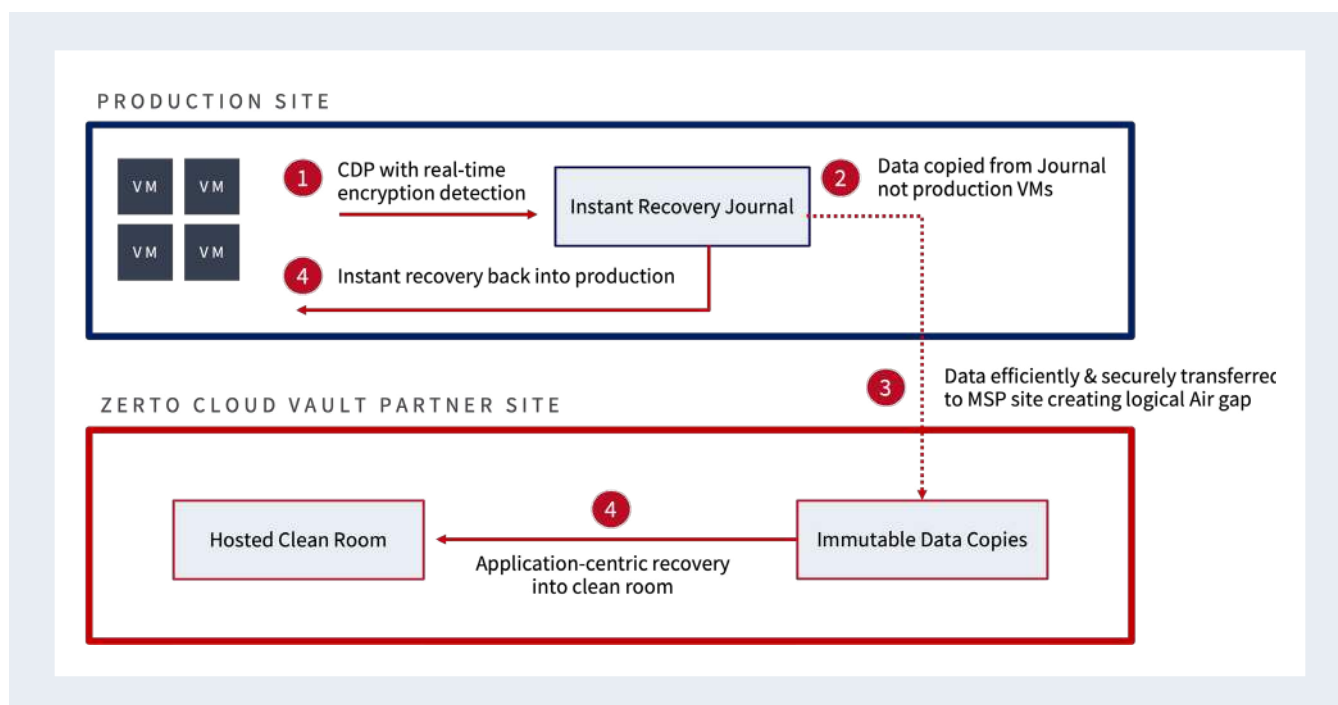 PRODUCTION SITE
VM VM
VM VM
1
CDP with real-time
encryption detection
Instant Recovery Journal
2
Data copied from Journal
not production VMs
4
Instant recovery back into production
3
Data efficiently & securely transferred
to MSP site creating logical Air gap
ZERTO CLOUD VAULT PARTNER SITE
Hosted Clean Room
4
Application-centric recovery
into clean room
Immutable Data Copies